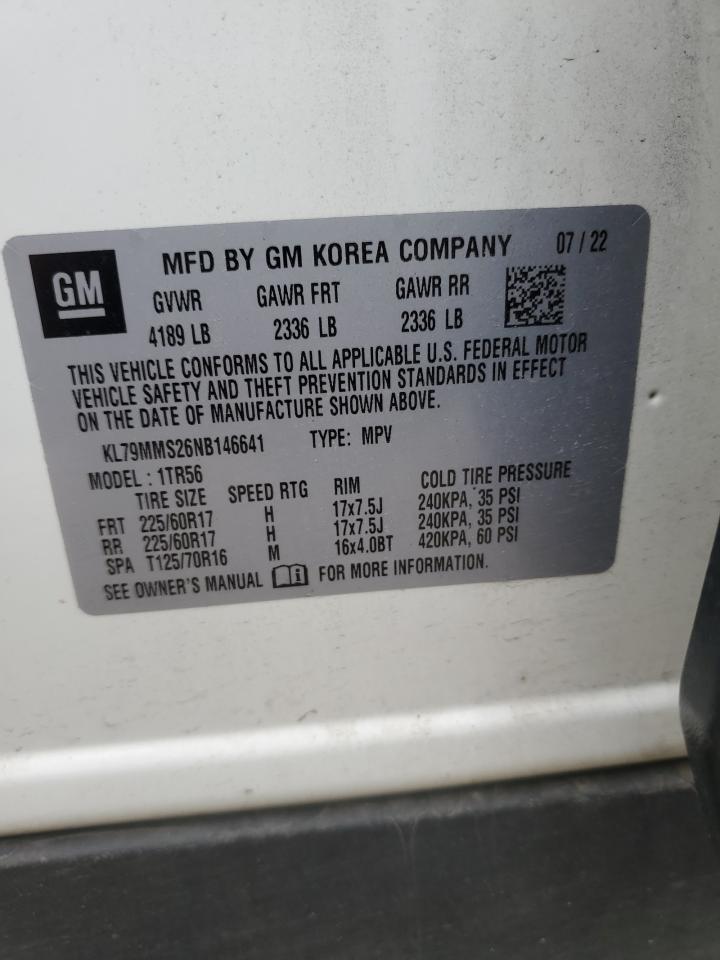 GM
MFD BY GM KOREA COMPANY 07 / 22
GVWR GAWR FRT GAWR RR
4189 LB 2336 LB 2336 LB
THIS VEHICLE CONFORMS TO ALL APPLICABLE U.S. FEDERAL MOTOR
VEHICLE SAFETY AND THEFT PREVENTION STANDARDS IN EFFECT
ON THE DATE OF MANUFACTURE SHOWN ABOVE.
KL79MMS26NB146641 TYPE: MPV
MODEL : 1TR56
TIRE SIZE SPEED RTG RIM COLD TIRE PRESSURE
FRT 225/60R17 H 17x7.5J 240KPA, 35 PSI
RR 225/60R17 H 17x7.5J 240KPA, 35 PSI
SPA T125/70R16 M 16x4.0BT 420KPA, 60 PSI
SEE OWNER'S MANUAL FOR MORE INFORMATION.